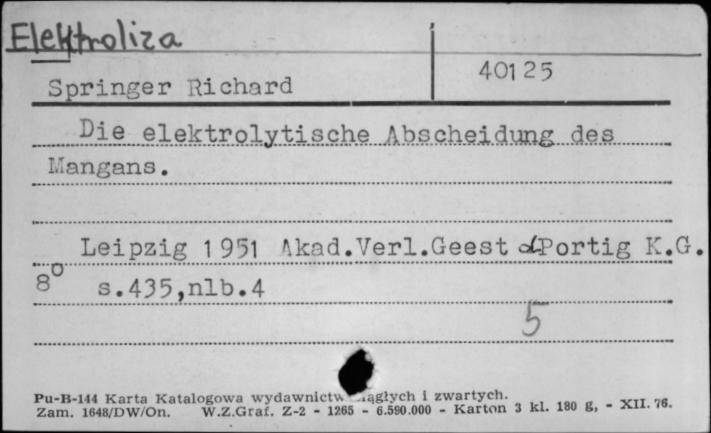 Elektroliza
40125
Springer Richard
Die elektrolytische Abscheidung des
Mangans.
Leipzig 1951 Akad.Verl.Geest & Portig K.G.
8° s.435,nlb.4
5
Pu-B-144 Karta Katalogowa wydawnictw ciągłych i zwartych.
Zam. 1648/DW/On. W.Z.Graf. Z-2 - 1265 - 6.590.000 - Karton 3 kl. 180 g, - XII. 76.